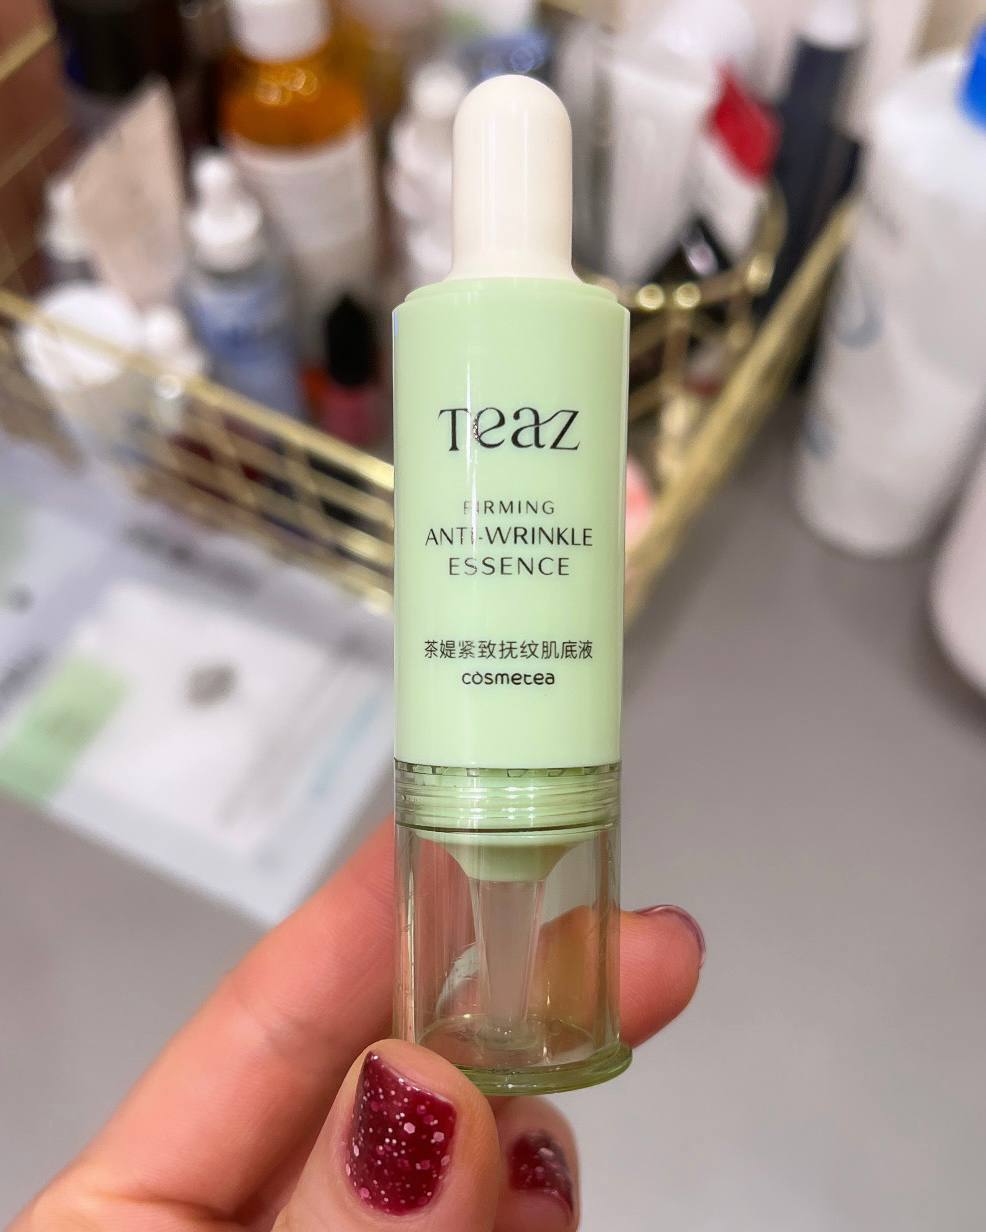 Teaz
FIRMING
ANTI-WRINKLE
ESSENCE
茶媞紧致抚纹肌底液
cosmetea